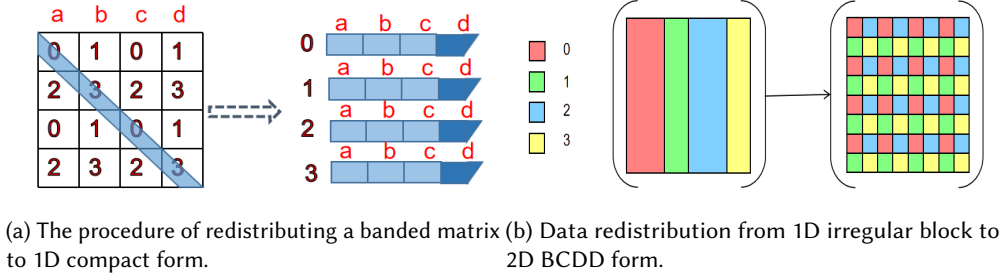 a b c d
0 1 0 1
2 3 2 3
0 1 0 1
2 3 2 3
a b c d
0
a b c d
1
a b c d
2
a b c d
3
0
1
2
3
(a) The procedure of redistributing a banded matrix
to 1D compact form.
(b) Data redistribution from 1D irregular block to
2D BCDD form.